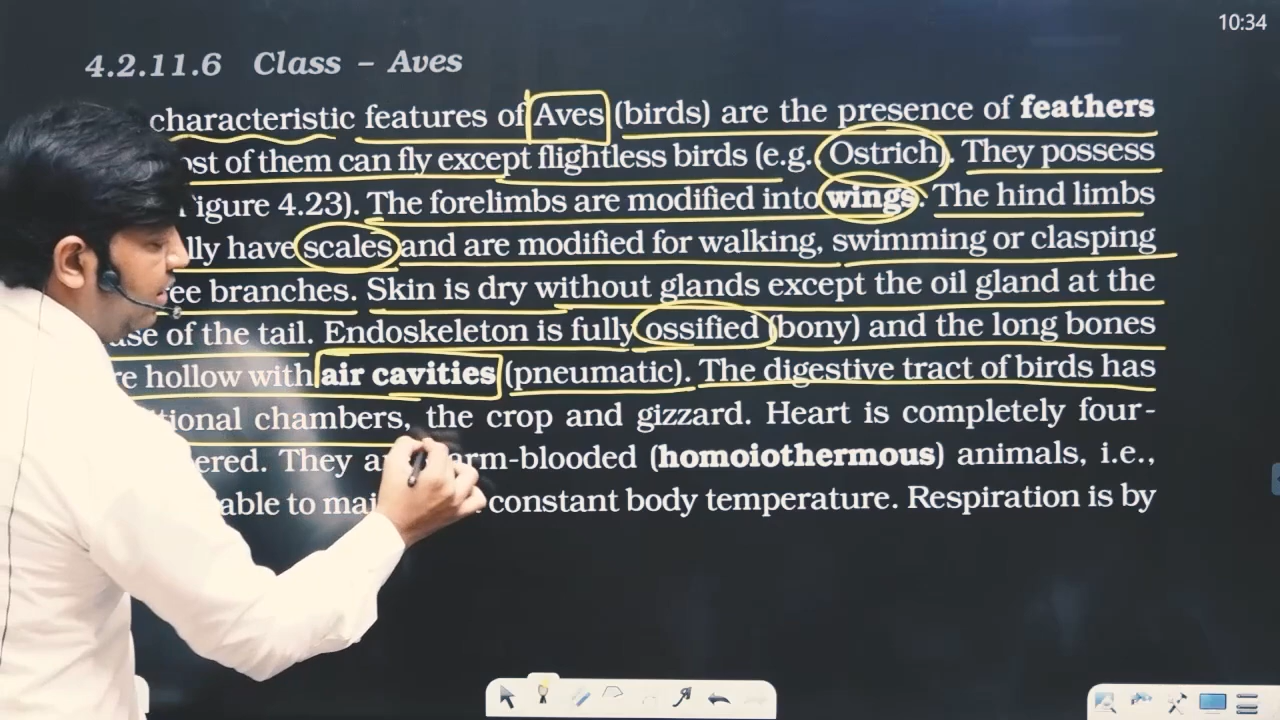 10:34
4.2.11.6 Class – Aves
characteristic features of Aves (birds) are the presence of feathers
ost of them can fly except flightless birds (e.g., Ostrich). They possess
igure 4.23). The forelimbs are modified into wings. The hind limbs
lly have scales and are modified for walking, swimming or clasping
ee branches. Skin is dry without glands except the oil gland at the
ase of the tail. Endoskeleton is fully ossified (bony) and the long bones
re hollow with air cavities (pneumatic). The digestive tract of birds has
tional chambers, the crop and gizzard. Heart is completely four-
ered. They a arm-blooded (homoiothermous) animals, i.e.,
able to mai constant body temperature. Respiration is by